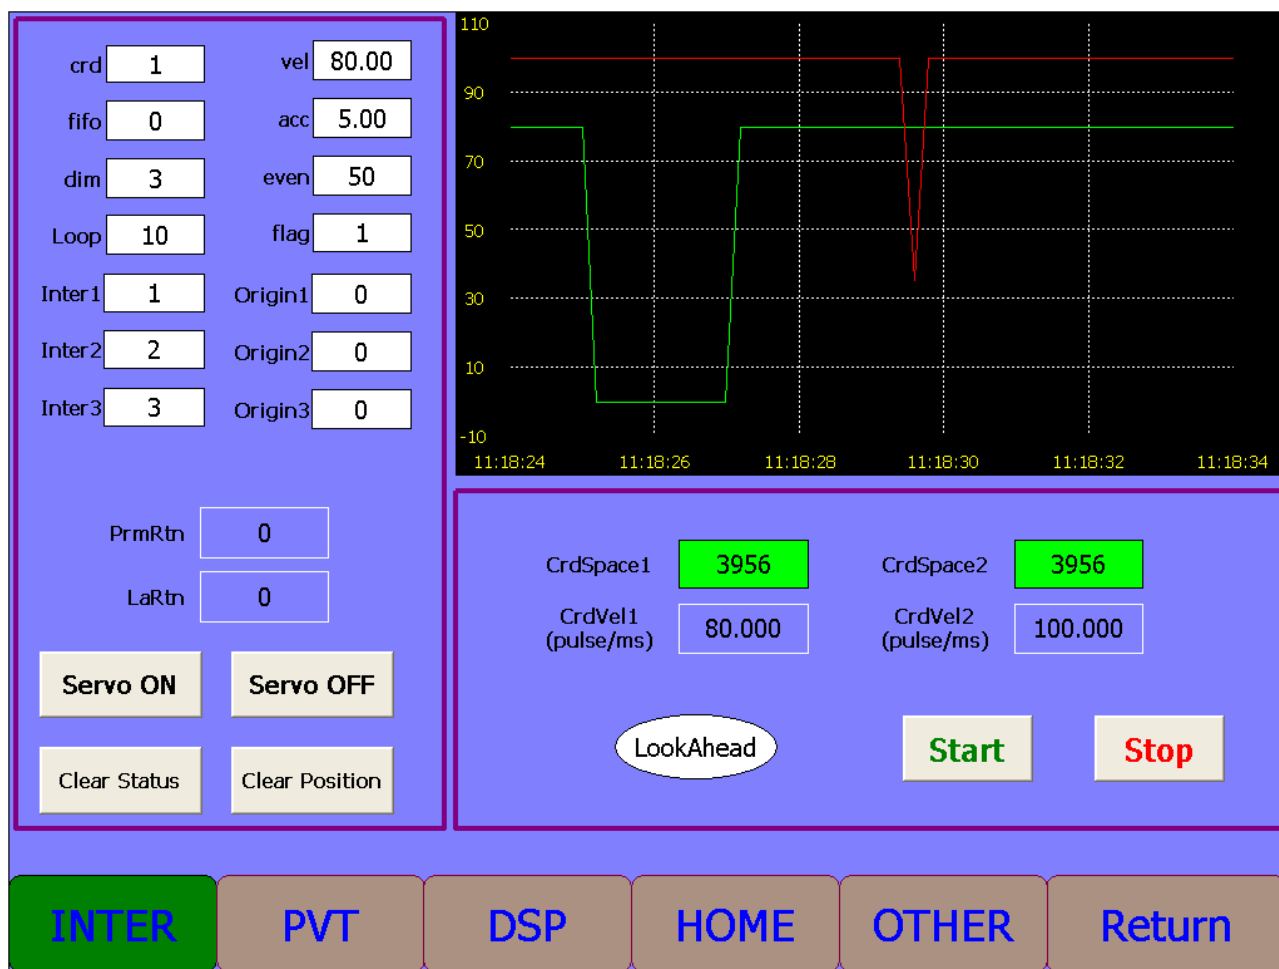 crd 1 vel 80.00
fifo 0 acc 5.00
dim 3 even 50
Loop 10 flag 1
Inter1 1 Origin1 0
Inter2 2 Origin2 0
Inter3 3 Origin3 0
PrmRtn 0
LaRtn 0
Servo ON Servo OFF
Clear Status Clear Position
110
90
70
50
30
10
-10
11:18:24 11:18:26 11:18:28 11:18:30 11:18:32 11:18:34
CrdSpace1 3956 CrdSpace2 3956
CrdVel1 80.000 CrdVel2 100.000
(pulse/ms) (pulse/ms)
LookAhead Start Stop
INTER PVT DSP HOME OTHER Return